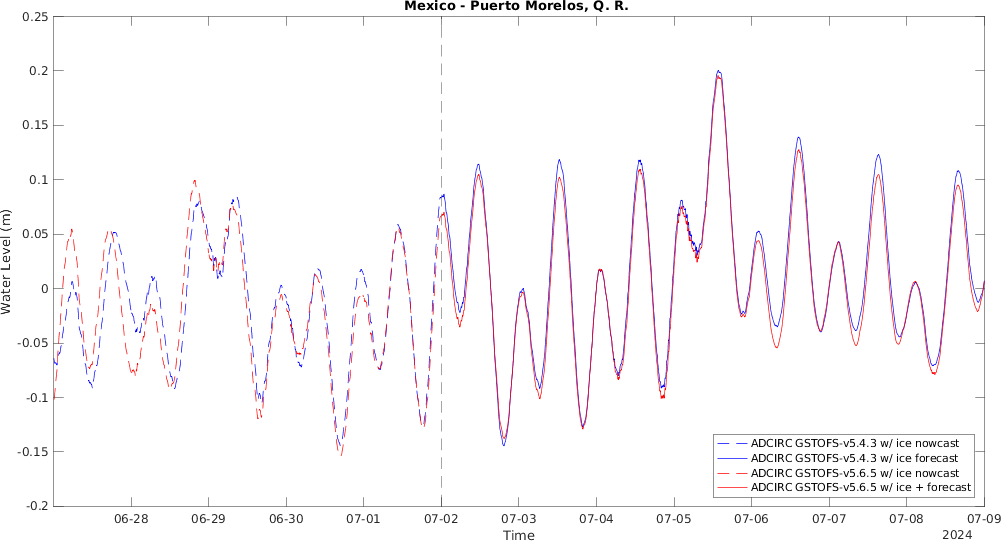 Mexico - Puerto Morelos, Q. R.
0.25
0.2
0.15
0.1
0.05
0
-0.05
-0.1
-0.15
-0.2
Water Level (m)
ADCIRC GSTOFS-v5.4.3 w/ ice nowcast
ADCIRC GSTOFS-v5.4.3 w/ ice forecast
ADCIRC GSTOFS-v5.6.5 w/ ice nowcast
ADCIRC GSTOFS-v5.6.5 w/ ice + forecast
06-28 06-29 06-30 07-01 07-02 07-03 07-04 07-05 07-06 07-07 07-08 07-09
Time
2024